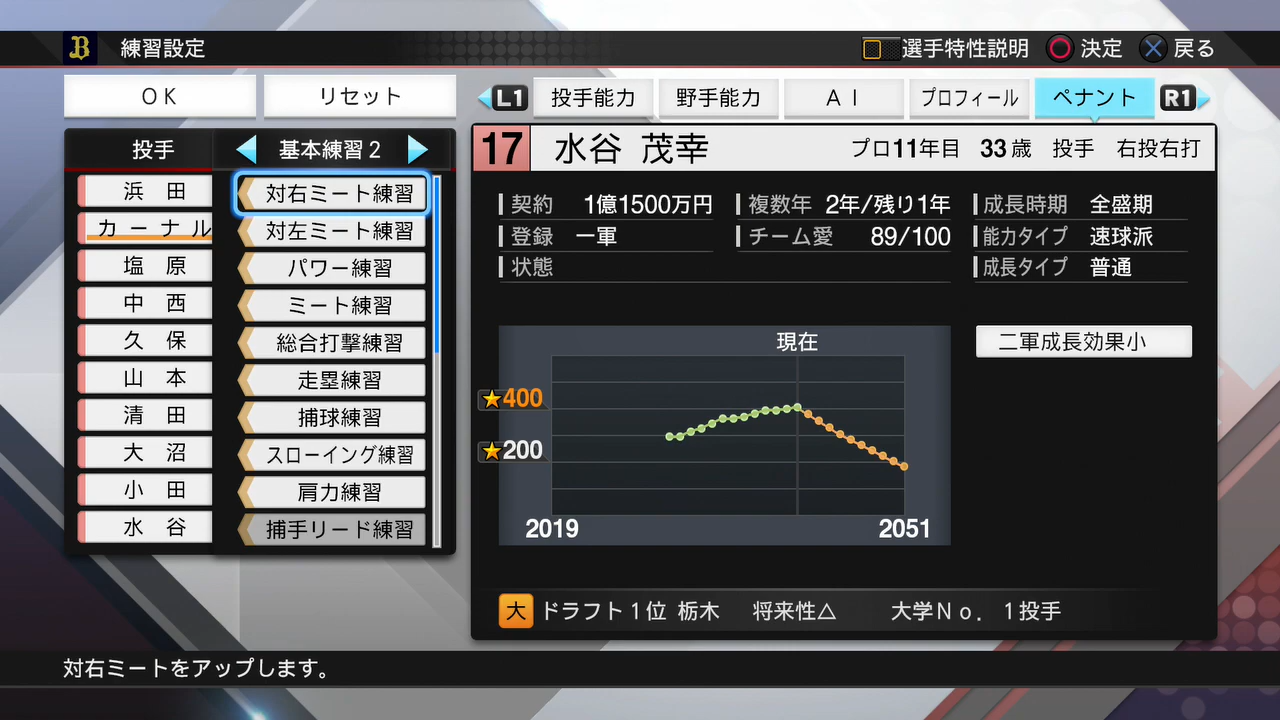 B 練習設定 選手特性説明 決定 戻る
OK リセット L1 投手能力 野手能力 AI プロフィール ペナント R1
投手 基本練習2
17 水谷 茂幸 プロ11年目 33歳 投手 右投右打
浜田 対右ミート練習
カーナル 対左ミート練習
塩原 パワー練習
中西 ミート練習
久保 総合打撃練習
山本 走塁練習
清田 捕球練習
大沼 スローイング練習
小田 肩力練習
水谷 捕手リード練習
契約 1億1500万円 複数年 2年/残り1年 成長時期 全盛期
登録 一軍 チーム愛 89/100 能力タイプ 速球派
状態 成長タイプ 普通
現在
二軍成長効果小
★400
★200
2019 2051
大 ドラフト1位 栃木 将来性△ 大学No.1投手
対右ミートをアップします。